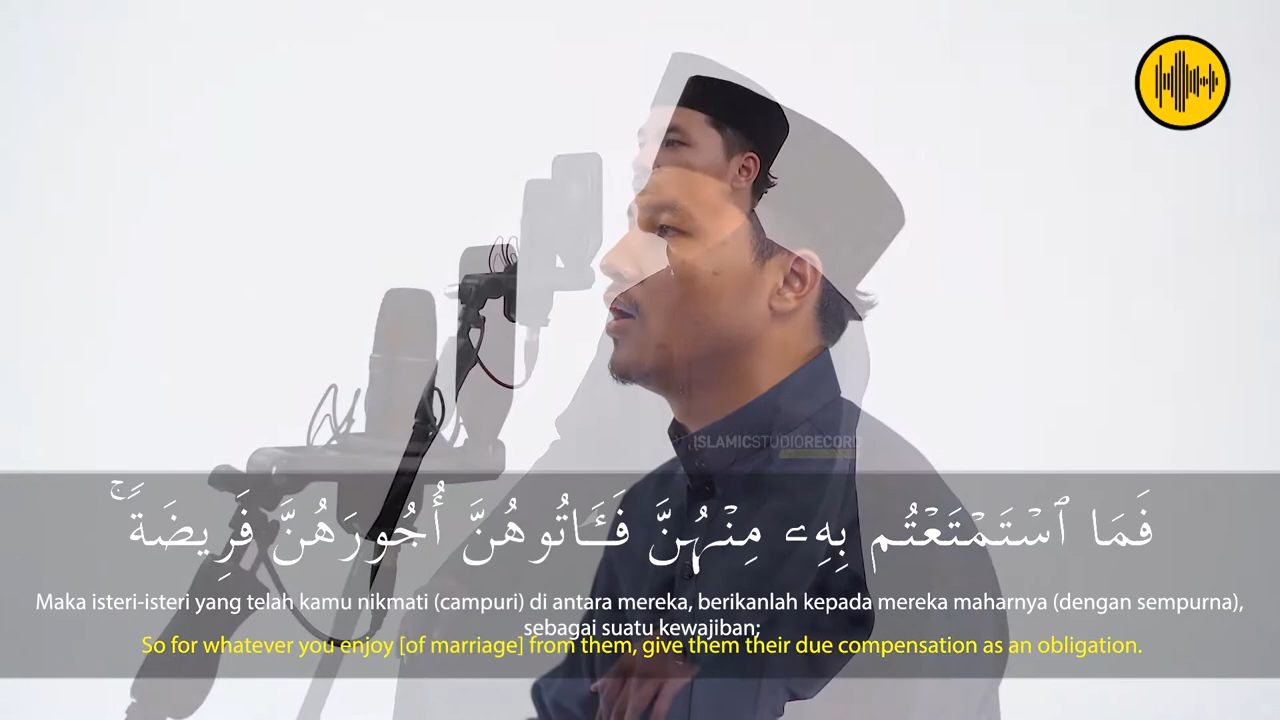 ISLAMICSTUDIORECORD
فَمَا ٱسْتَمْتَعْتُم بِهِۦ مِنْهُنَّ فَـَٔاتُوهُنَّ أُجُورَهُنَّ فَرِيضَةً ۚ
Maka isteri-isteri yang telah kamu nikmati (campuri) di antara mereka, berikanlah kepada mereka maharnya (dengan sempurna),
sebagai suatu kewajiban;
So for whatever you enjoy [of marriage] from them, give them their due compensation as an obligation.